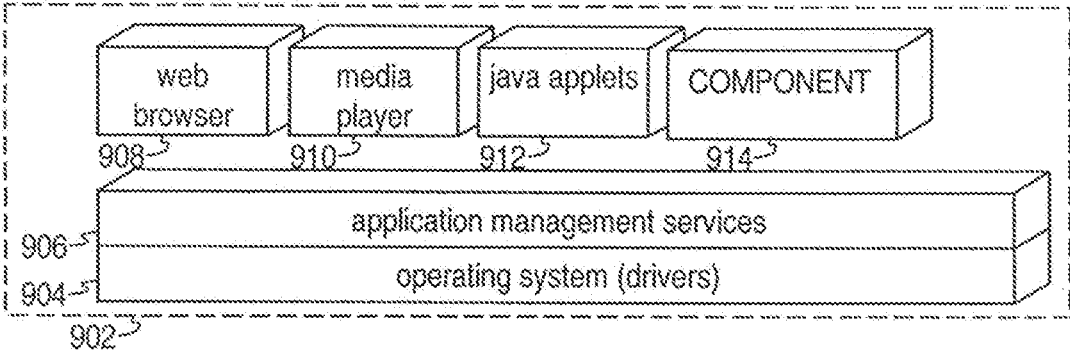 web browser
media player
java applets
COMPONENT
908
910
912
914
application management services
906
operating system (drivers)
904
902